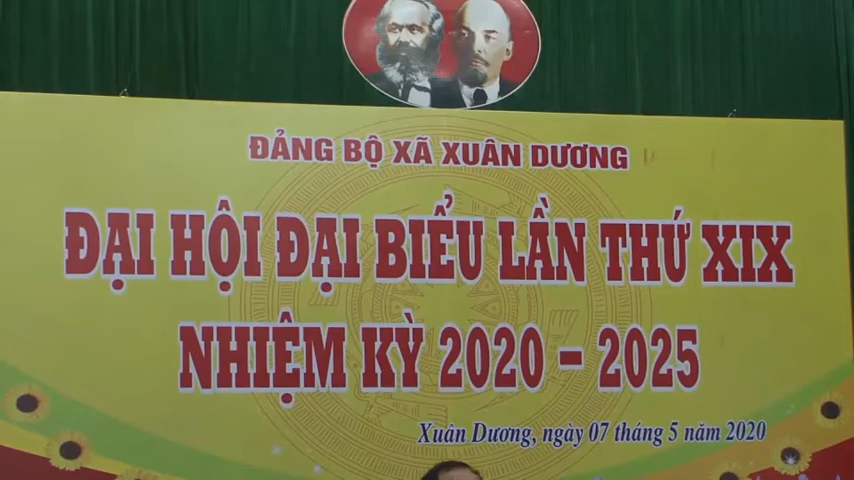 ĐẢNG BỘ XÃ XUÂN DƯƠNG
ĐẠI HỘI ĐẠI BIỂU LẦN THỨ XIX
NHIỆM KỲ 2020 - 2025
Xuân Dương, ngày 07 tháng 5 năm 2020